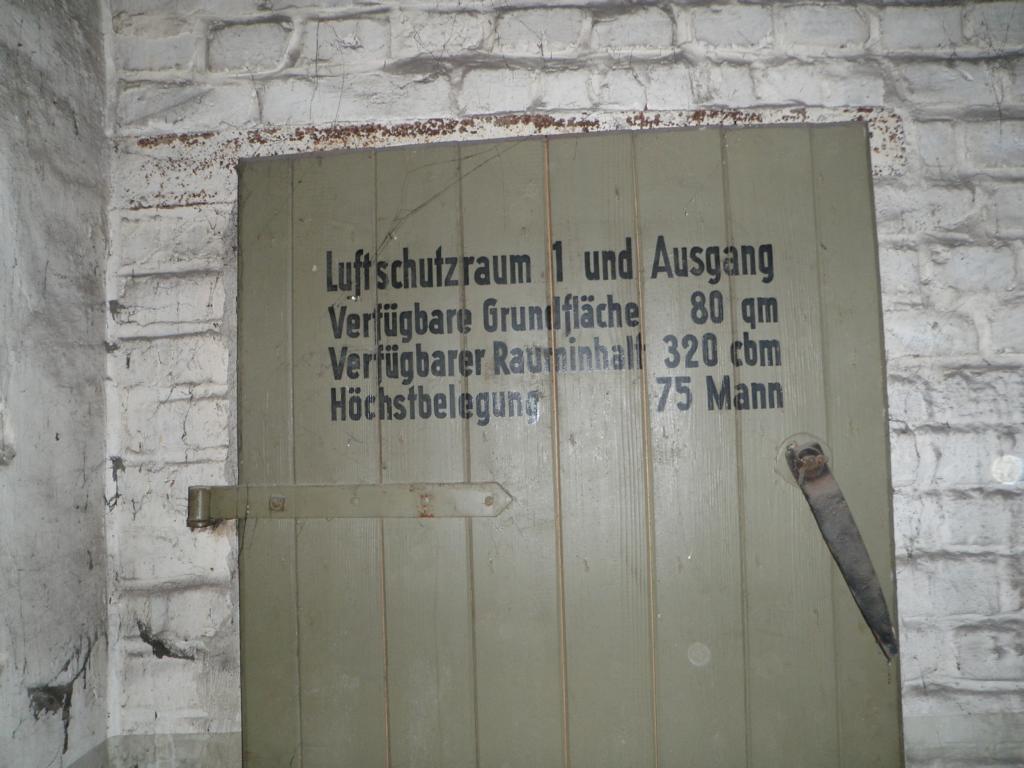 Luftschutzraum 1 und Ausgang
Verfügbare Grundfläche 80 qm
Verfügbarer Rauminhalt 320 cbm
Höchstbelegung 75 Mann